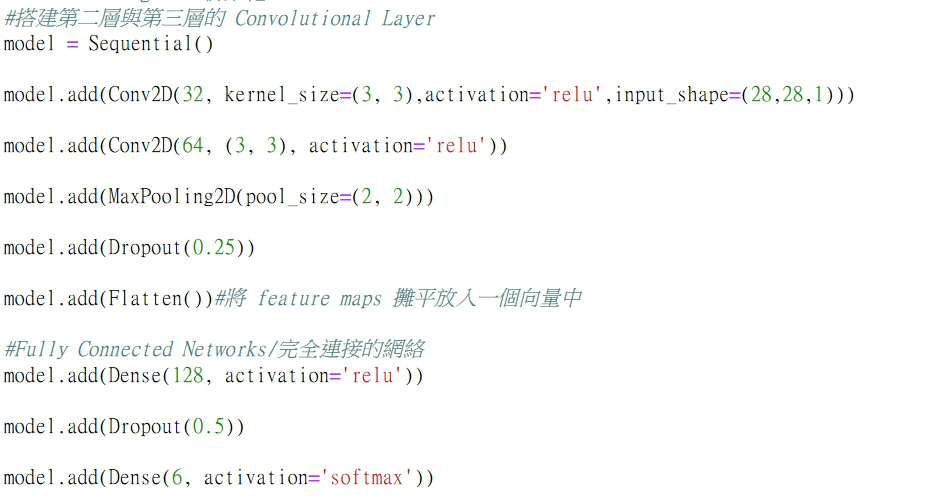 #搭建第二層與第三層的 Convolutional Layer
model = Sequential()
model.add(Conv2D(32, kernel_size=(3, 3),activation='relu',input_shape=(28,28,1)))
model.add(Conv2D(64, (3, 3), activation='relu'))
model.add(MaxPooling2D(pool_size=(2, 2)))
model.add(Dropout(0.25))
model.add(Flatten())#將 feature maps 攤平放入一個向量中
#Fully Connected Networks/完全連接的網絡
model.add(Dense(128, activation='relu'))
model.add(Dropout(0.5))
model.add(Dense(6, activation='softmax'))